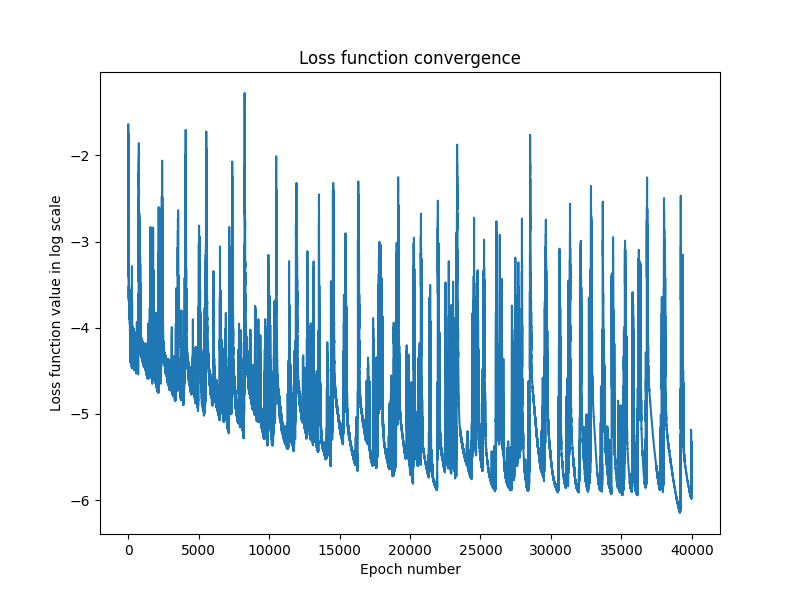 Loss function convergence
Loss function value in log scale
−2
−3
−4
−5
−6
0 5000 10000 15000 20000 25000 30000 35000 40000
Epoch number